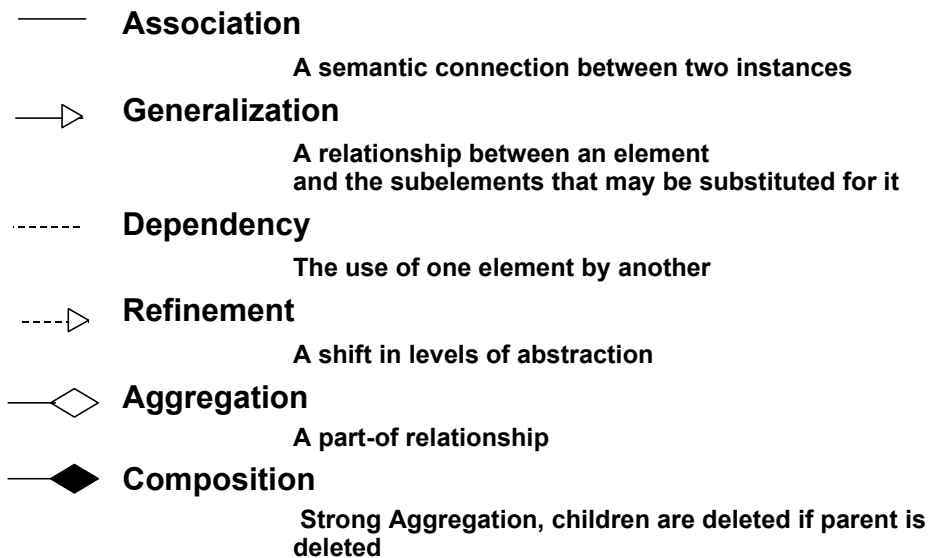 Association
A semantic connection between two instances
Generalization
A relationship between an element
and the subelements that may be substituted for it
Dependency
The use of one element by another
Refinement
A shift in levels of abstraction
Aggregation
A part-of relationship
Composition
Strong Aggregation, children are deleted if parent is
deleted